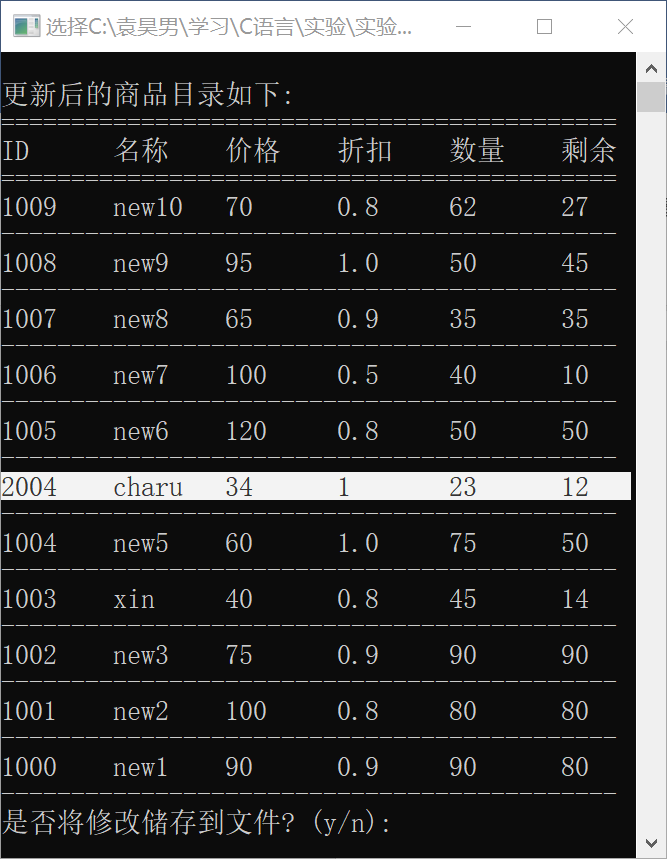 选择C:\袁昊男\学习\C语言\实验\实验...
更新后的商品目录如下:
============================================
ID 名称 价格 折扣 数量 剩余
============================================
1009 new10 70 0.8 62 27
--------------------------------------------
1008 new9 95 1.0 50 45
--------------------------------------------
1007 new8 65 0.9 35 35
--------------------------------------------
1006 new7 100 0.5 40 10
--------------------------------------------
1005 new6 120 0.8 50 50
--------------------------------------------
2004 charu 34 1 23 12
--------------------------------------------
1004 new5 60 1.0 75 50
--------------------------------------------
1003 xin 40 0.8 45 14
--------------------------------------------
1002 new3 75 0.9 90 90
--------------------------------------------
1001 new2 100 0.8 80 80
--------------------------------------------
1000 new1 90 0.9 90 80
--------------------------------------------
是否将修改储存到文件? (y/n):